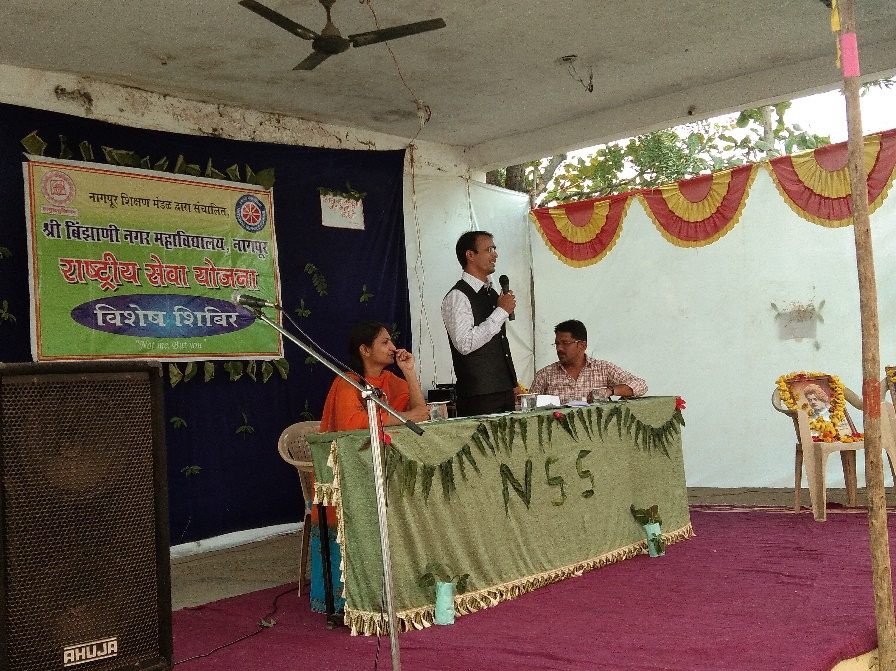 नागपूर शिक्षण मंडळ द्वारा संचालित,
श्री बिंझाणी नगर महाविद्यालय, नागपूर
राष्ट्रीय सेवा योजना
विशेष शिबिर
"Not me, But you"
NSS
AHUJA